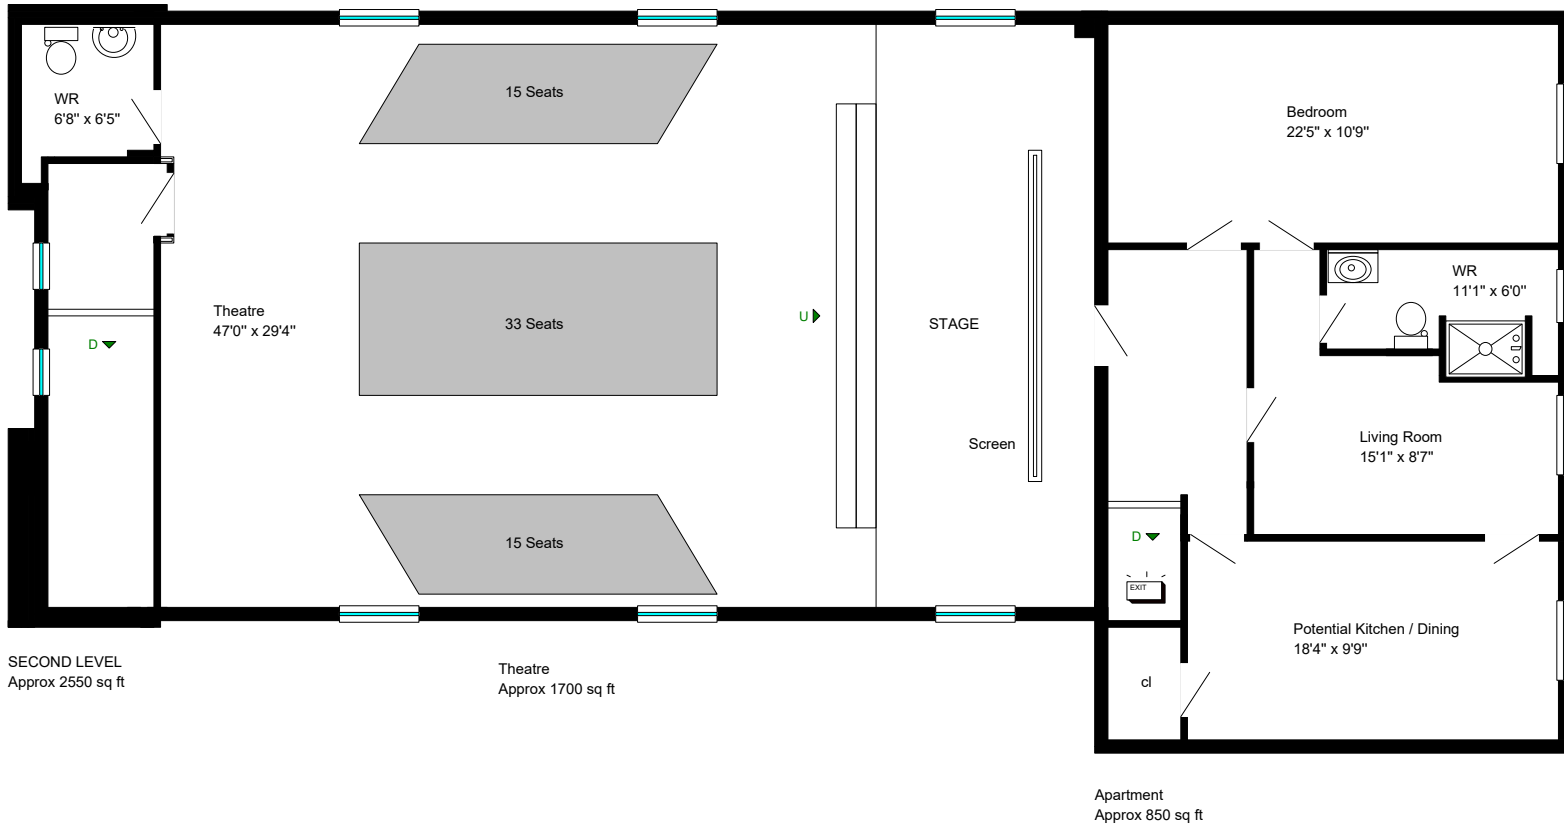 WR
6'8" x 6'5"
15 Seats
Bedroom
22'5" x 10'9"
WR
11'1" x 6'0"
Theatre
47'0" x 29'4"
33 Seats
U
STAGE
D
Screen
Living Room
15'1" x 8'7"
15 Seats
D
EXIT
Potential Kitchen / Dining
18'4" x 9'9"
cl
SECOND LEVEL
Approx 2550 sq ft
Theatre
Approx 1700 sq ft
Apartment
Approx 850 sq ft